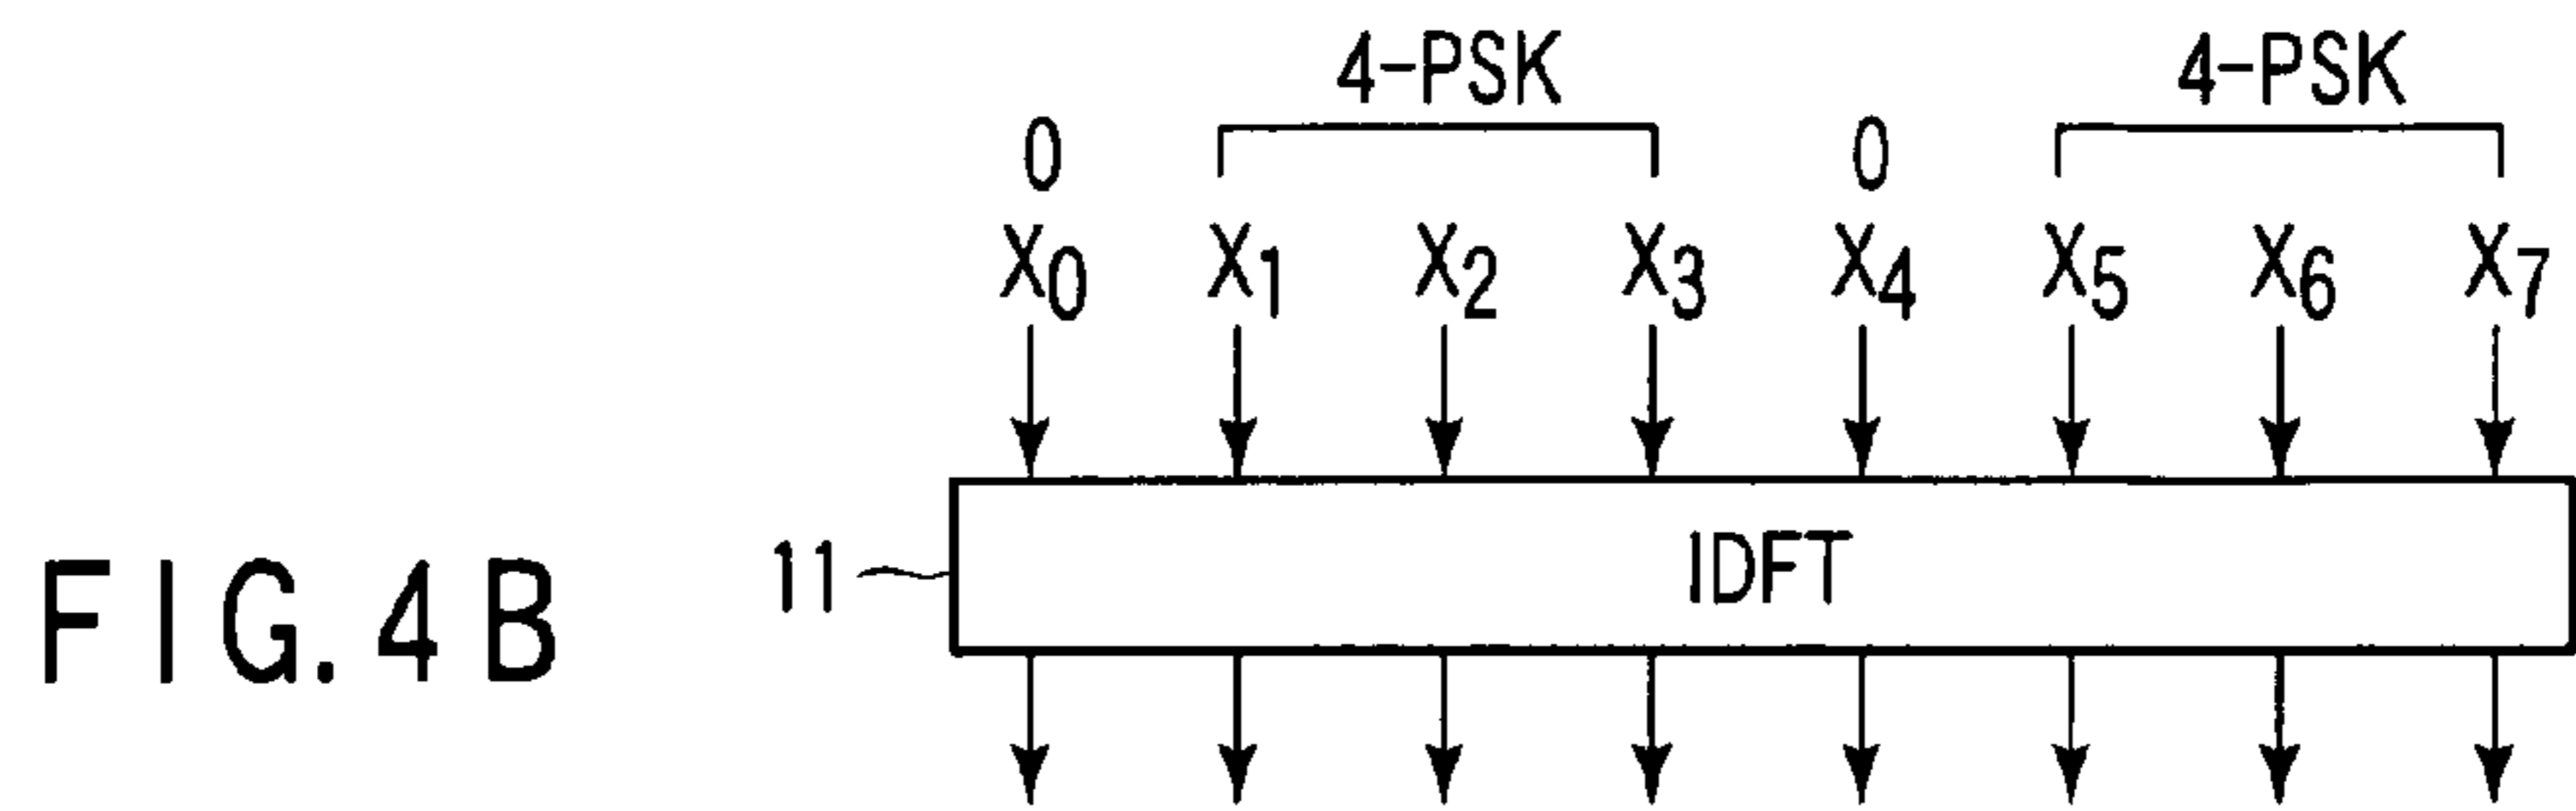 4-PSK 4-PSK
0 0
X0 X1 X2 X3 X4 X5 X6 X7
11 IDFT
FIG. 4B